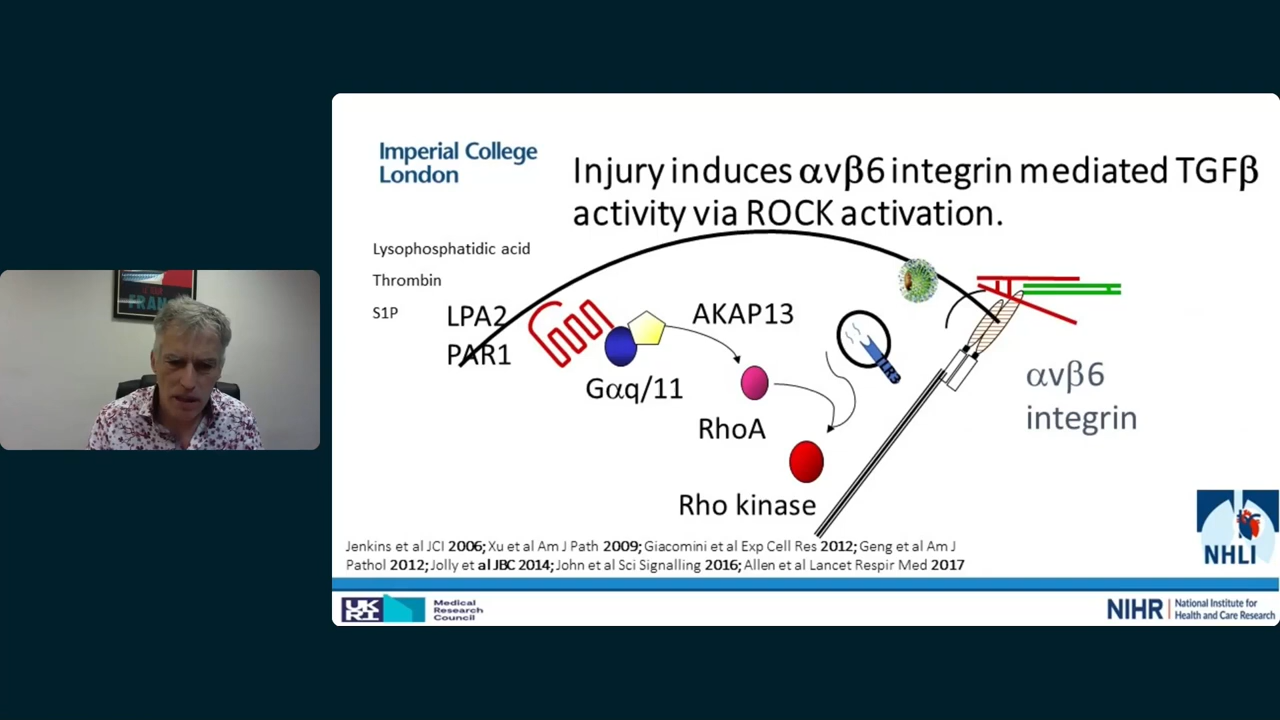 FRAN
Imperial College
London
Injury induces αvβ6 integrin mediated TGFβ
activity via ROCK activation.
Lysophosphatidic acid
Thrombin
S1P
LPA2
PAR1
AKAP13
Gαq/11
RhoA
Rho kinase
αvβ6
integrin
Jenkins et al JCI 2006; Xu et al Am J Path 2009; Giacomini et al Exp Cell Res 2012; Geng et al Am J
Pathol 2012; Jolly et al JBC 2014; John et al Sci Signalling 2016; Allen et al Lancet Respir Med 2017
NHLI
UKRI
Medical
Research
Council
NIHR
National Institute for
Health and Care Research